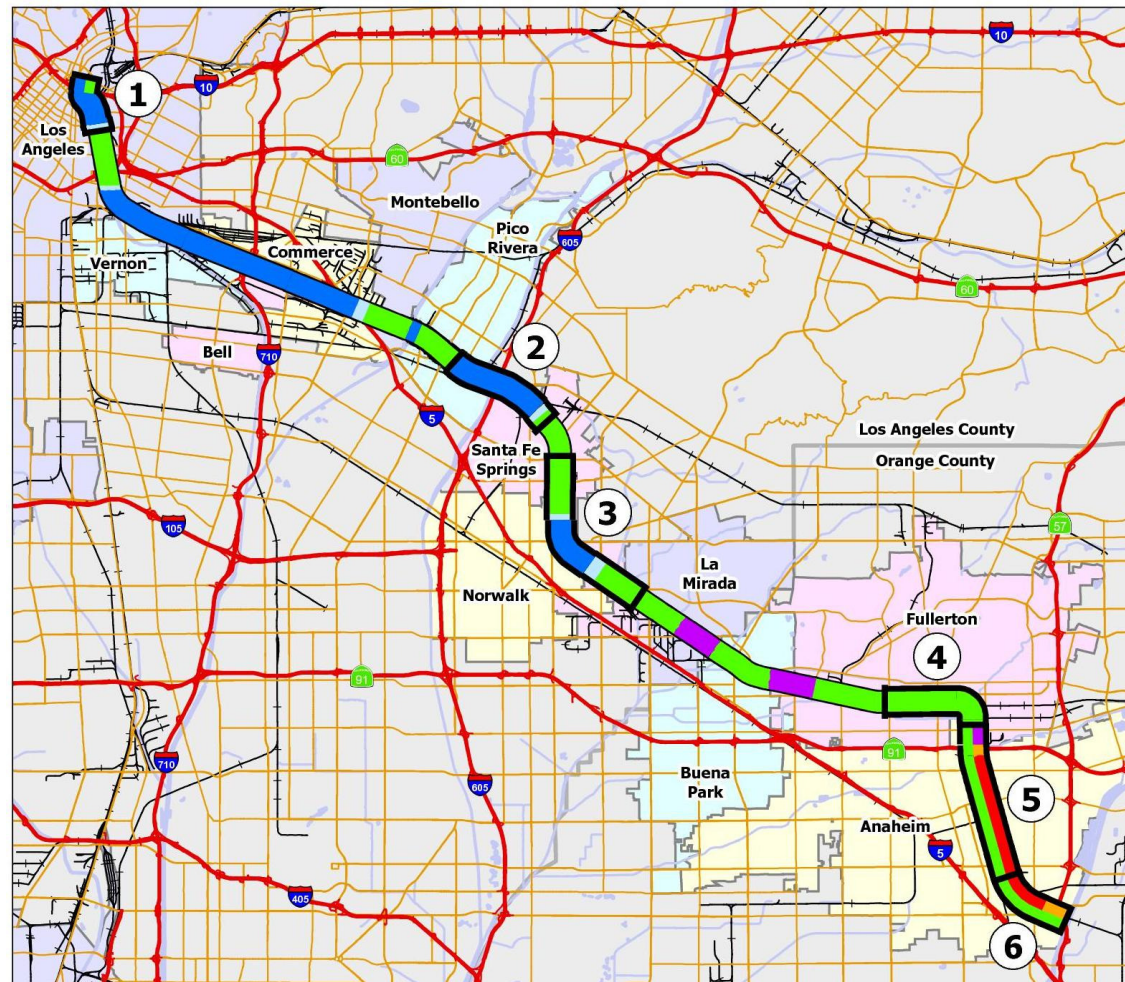 10
1
10
Los
Angeles
60
Montebello
Pico
Rivera
605
Commerce
Vernon
60
2
Bell
710
5
Los Angeles County
Orange County
Santa Fe
Springs
3
105
57
La
Mirada
Norwalk
Fullerton
4
91
91
710
605
Buena
Park
5
Anaheim
5
405
6